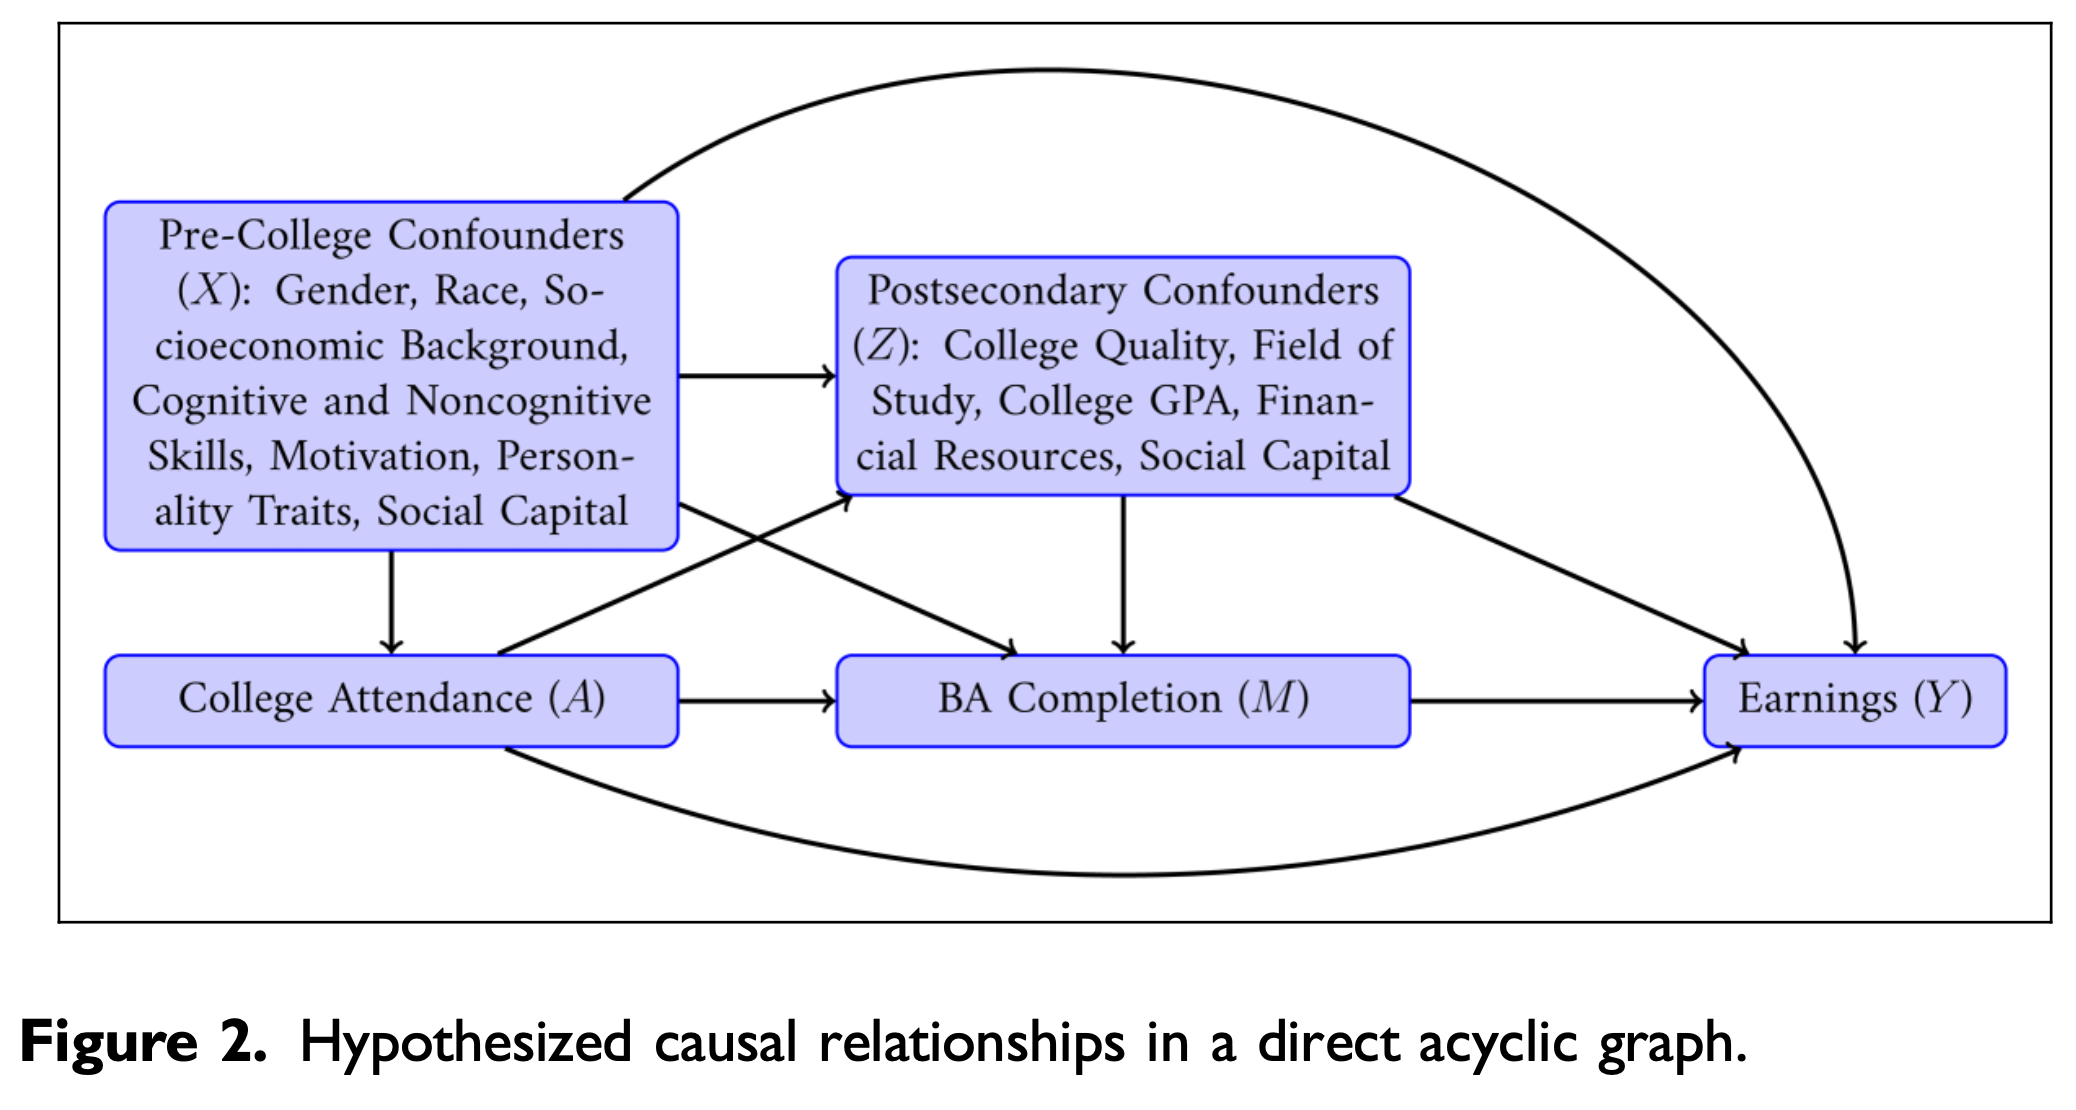 Pre-College Confounders
(X): Gender, Race, So-
cioeconomic Background,
Cognitive and Noncognitive
Skills, Motivation, Person-
ality Traits, Social Capital
Postsecondary Confounders
(Z): College Quality, Field of
Study, College GPA, Finan-
cial Resources, Social Capital
College Attendance (A)
BA Completion (M)
Earnings (Y)
Figure 2. Hypothesized causal relationships in a direct acyclic graph.